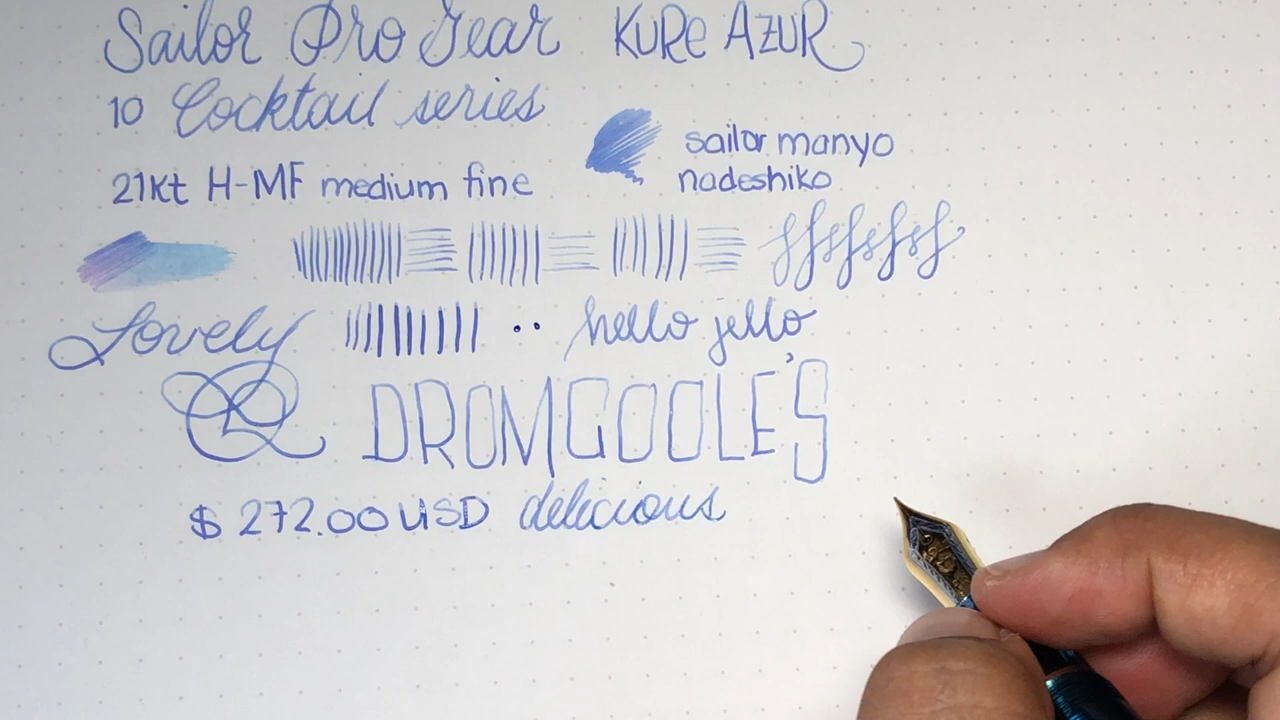 Sailor Pro Gear KURe AZUR
10 Cocktail series
sailor manyo
nadeshiko
21kt H-MF medium fine
Lovely
hello jello
DROMGOOLE'S
$ 272.00 USD delicious